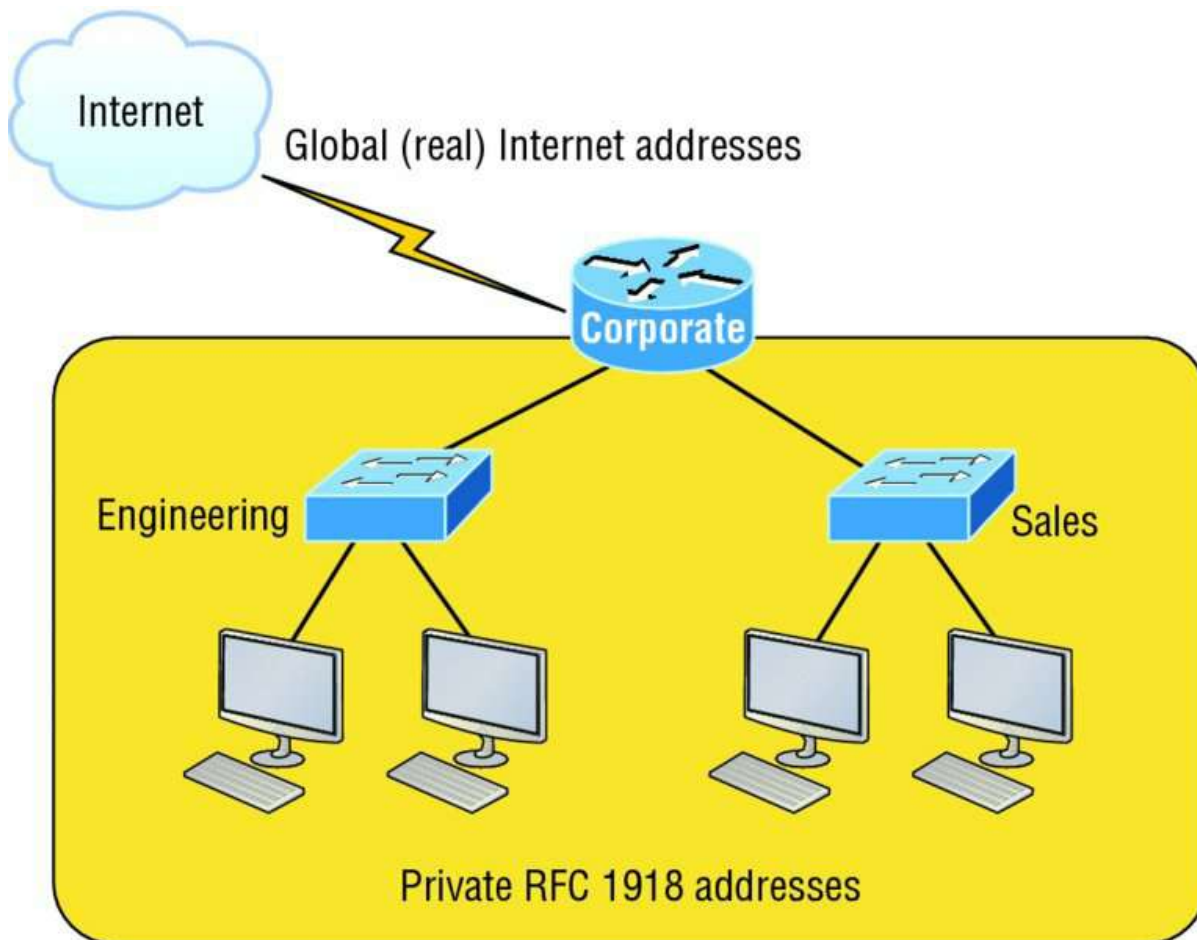 Internet
Global (real) Internet addresses
Corporate
Engineering
Sales
Private RFC 1918 addresses